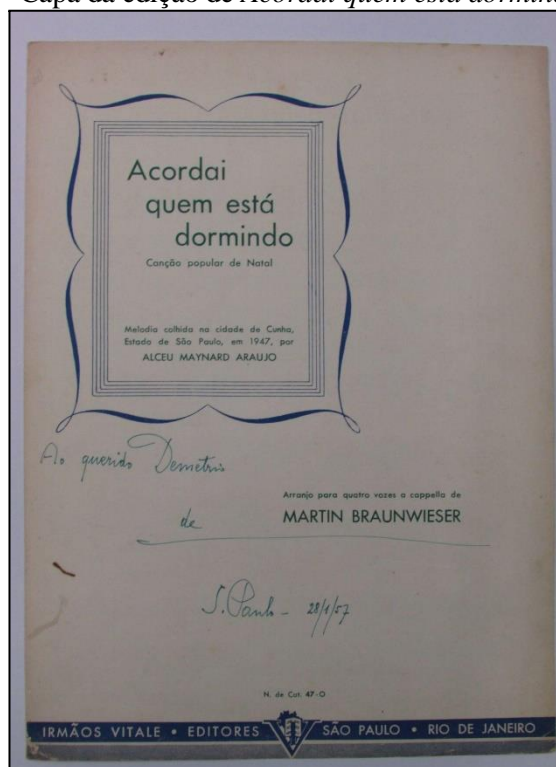 Capa da edição de Acordai quem está dormindo
Acordai
quem está
dormindo
Canção popular de Natal
Melodia colhida na cidade de Cunha,
Estado de São Paulo, em 1947, por
ALCEU MAYNARD ARAUJO
Ao querido Demetris
Arranjo para quatro vozes a cappella de
de MARTIN BRAUNWIESER
S. Paulo - 28/1/57
N. de Cat. 47-O
IRMÃOS VITALE • EDITORES SÃO PAULO • RIO DE JANEIRO